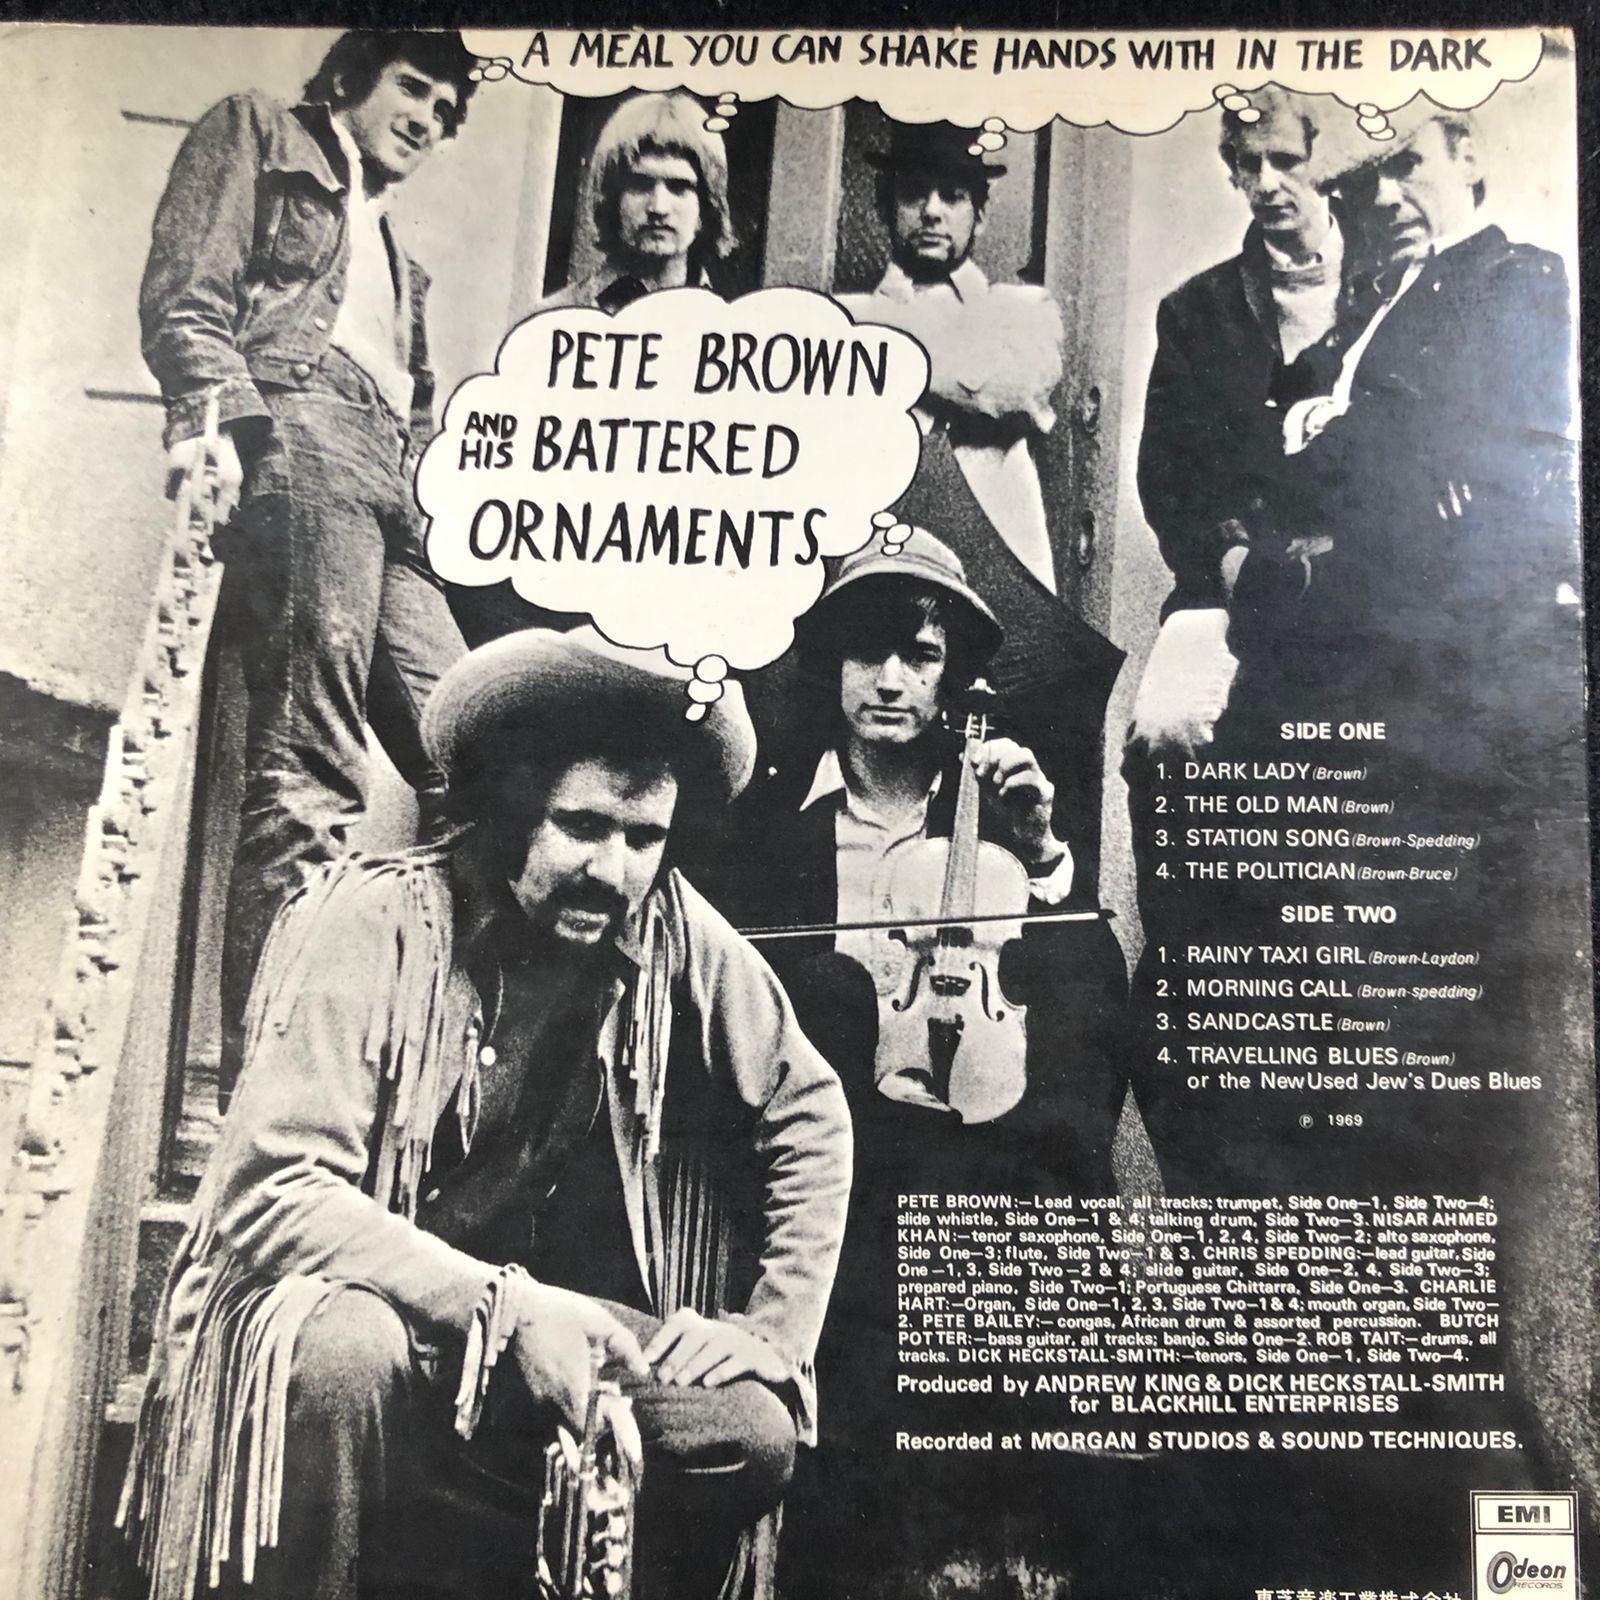 A MEAL YOU CAN SHAKE HANDS WITH IN THE DARK
PETE BROWN
AND HIS BATTERED
ORNAMENTS
SIDE ONE
1. DARK LADY (Brown)
2. THE OLD MAN (Brown)
3. STATION SONG (Brown-Spedding)
4. THE POLITICIAN (Brown-Bruce)
SIDE TWO
1. RAINY TAXI GIRL (Brown-Laydon)
2. MORNING CALL (Brown-spedding)
3. SANDCASTLE (Brown)
4. TRAVELLING BLUES (Brown)
or the New Used Jew's Dues Blues
℗ 1969
PETE BROWN:—Lead vocal, all tracks; trumpet, Side One—1, Side Two—4;
slide whistle, Side One—1 & 4; talking drum, Side Two—3. NISAR AHMED
KHAN:—tenor saxophone, Side One—1, 2, 4, Side Two—2; alto saxophone,
Side One—3; flute, Side Two—1 & 3. CHRIS SPEDDING:—lead guitar, Side
One—1, 3, Side Two—2 & 4; slide guitar, Side One—2, 4, Side Two—3;
prepared piano, Side Two—1; Portuguese Chittarra, Side One—3. CHARLIE
HART:—Organ, Side One—1, 2, 3, Side Two—1 & 4; mouth organ, Side Two—
2. PETE BAILEY:—congas, African drum & assorted percussion. BUTCH
POTTER:—bass guitar, all tracks; banjo, Side One—2. ROB TAIT:—drums, all
tracks. DICK HECKSTALL-SMITH:—tenors, Side One—1, Side Two—4.
Produced by ANDREW KING & DICK HECKSTALL-SMITH
for BLACKHILL ENTERPRISES
Recorded at MORGAN STUDIOS & SOUND TECHNIQUES.
EMI
Odeon
RECORDS
東芝音楽工業株式会社